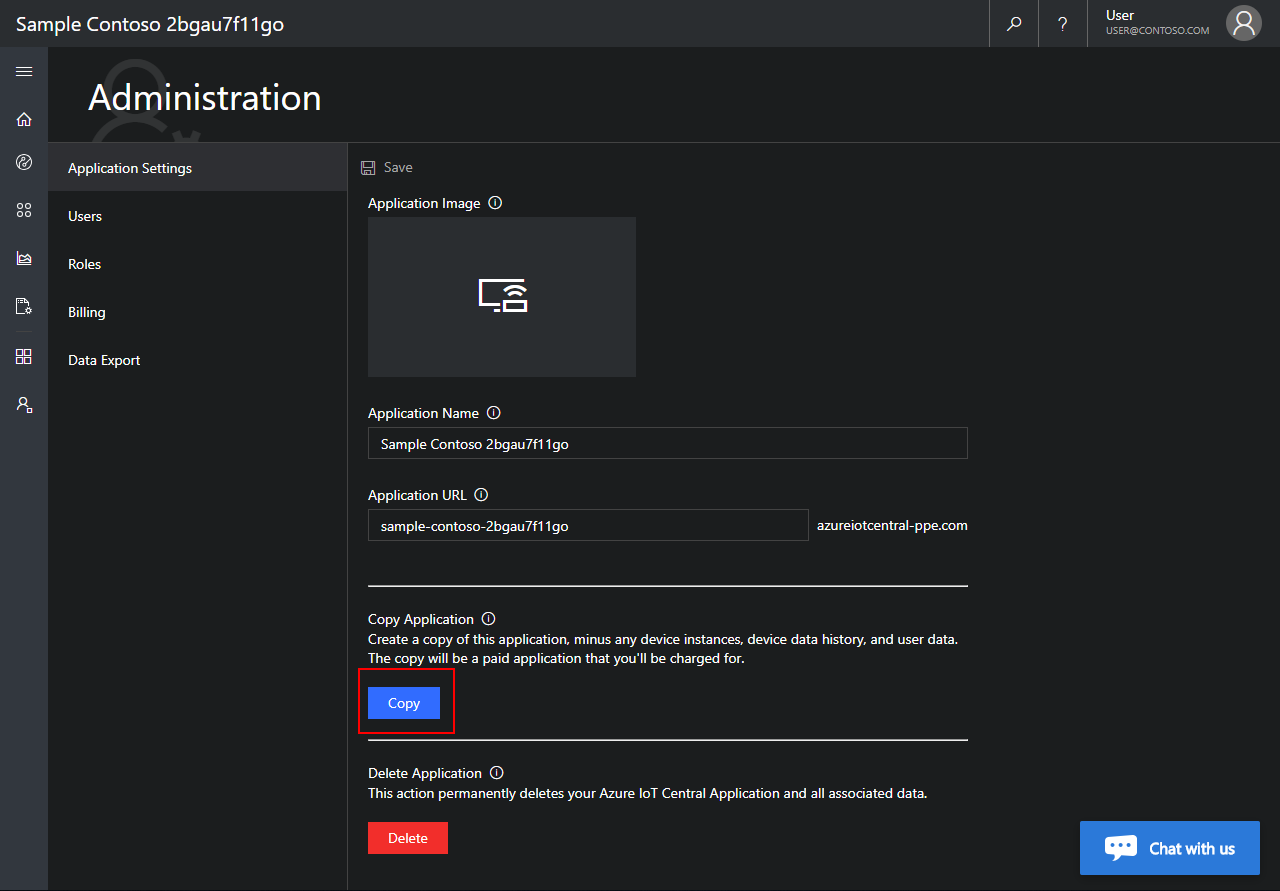 Sample Contoso 2bgau7f11go
?
User
USER@CONTOSO.COM
Administration
Application Settings
Users
Roles
Billing
Data Export
Save
Application Image
Application Name
Sample Contoso 2bgau7f11go
Application URL
sample-contoso-2bgau7f11go
azureiotcentral-ppe.com
Copy Application
Create a copy of this application, minus any device instances, device data history, and user data.
The copy will be a paid application that you'll be charged for.
Copy
Delete Application
This action permanently deletes your Azure IoT Central Application and all associated data.
Delete
Chat with us